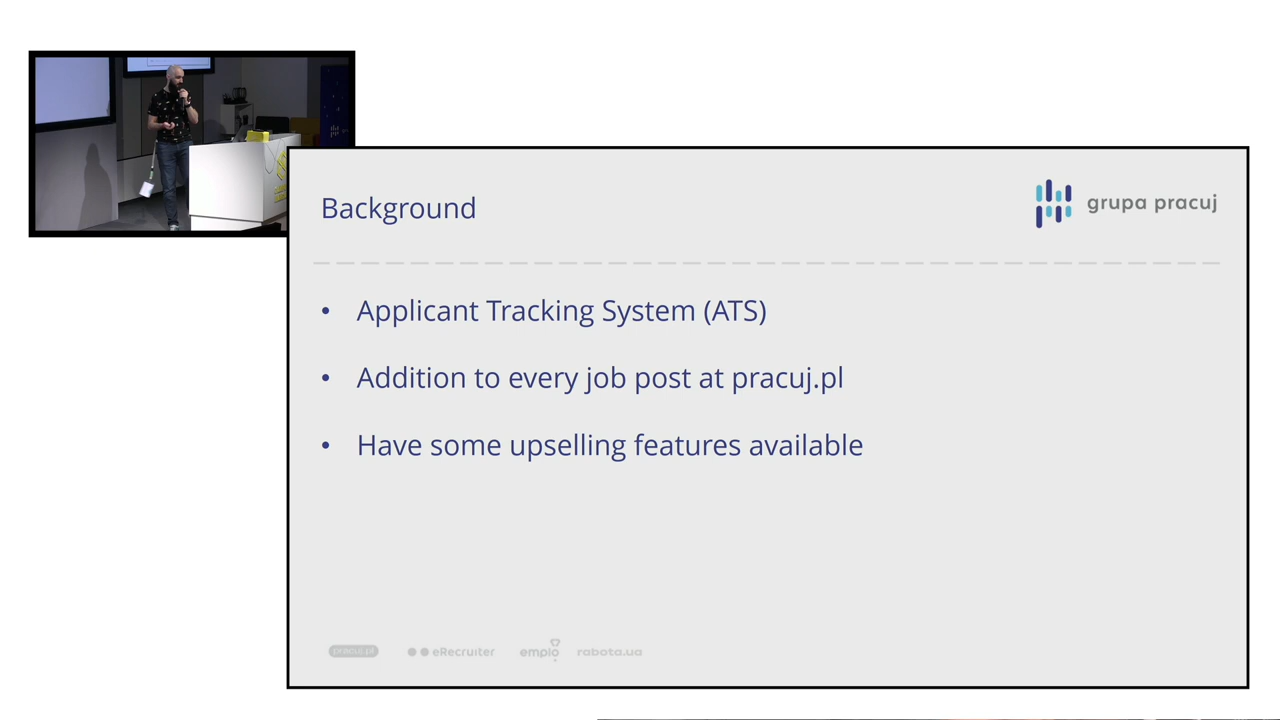 Background
grupa pracuj
• Applicant Tracking System (ATS)
• Addition to every job post at pracuj.pl
• Have some upselling features available
pracuj.pl eRecruiter emplo rabota.ua